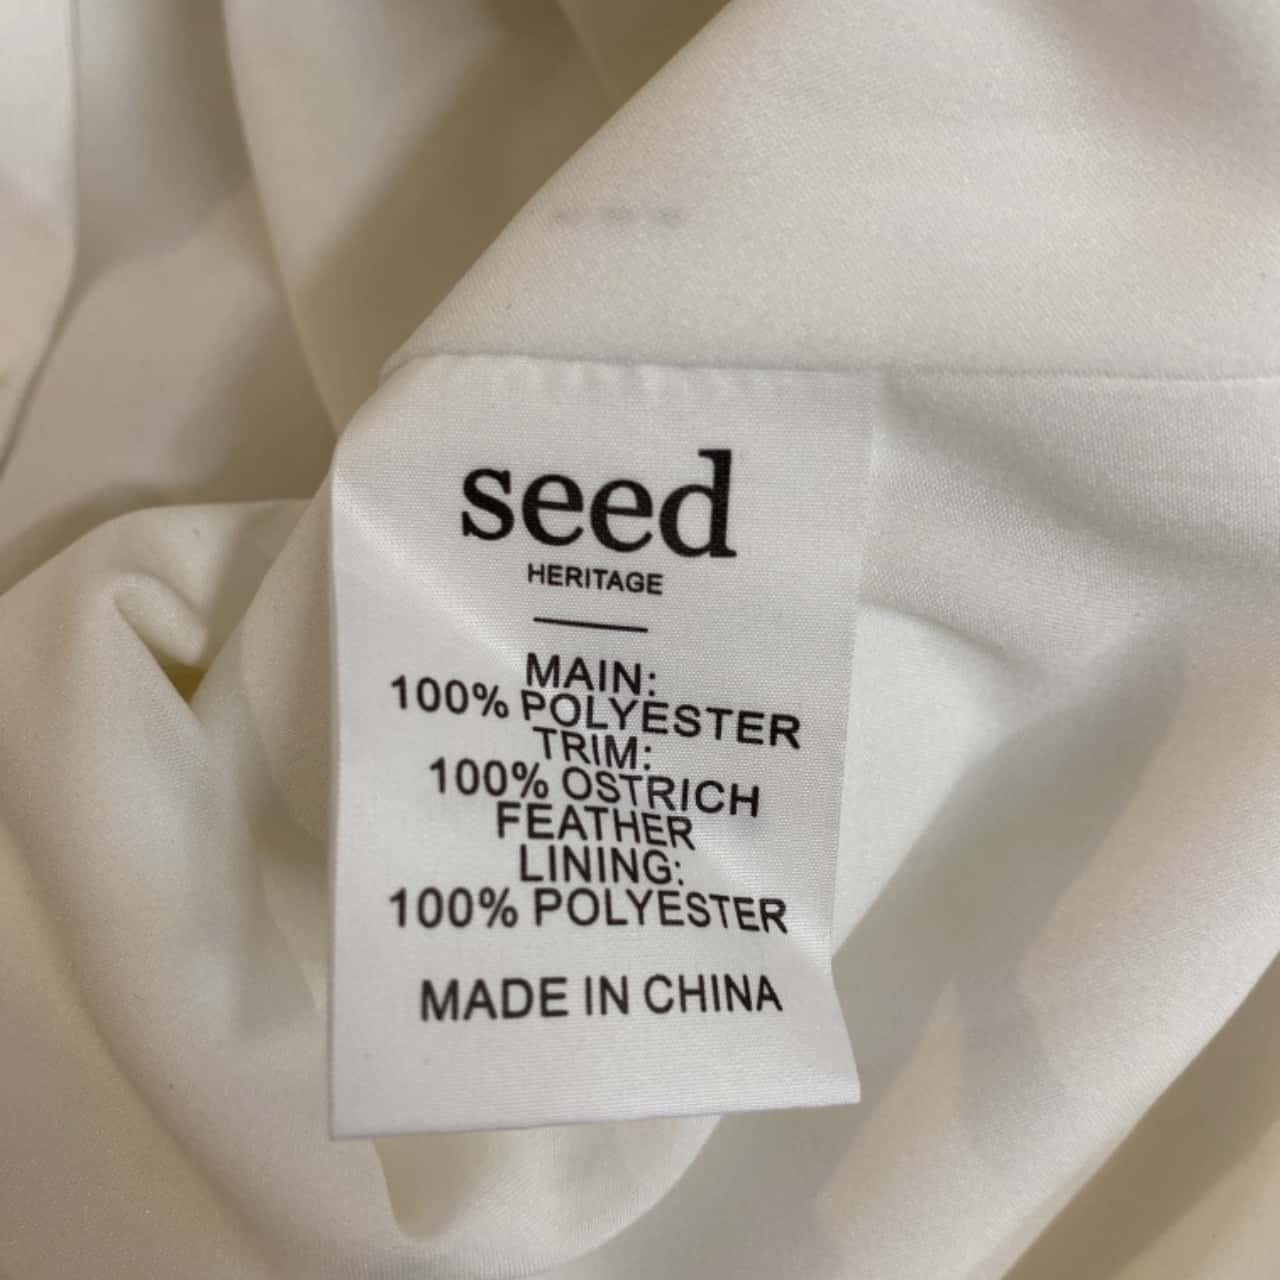 seed
HERITAGE
MAIN:
100% POLYESTER
TRIM:
100% OSTRICH
FEATHER
LINING:
100% POLYESTER
MADE IN CHINA